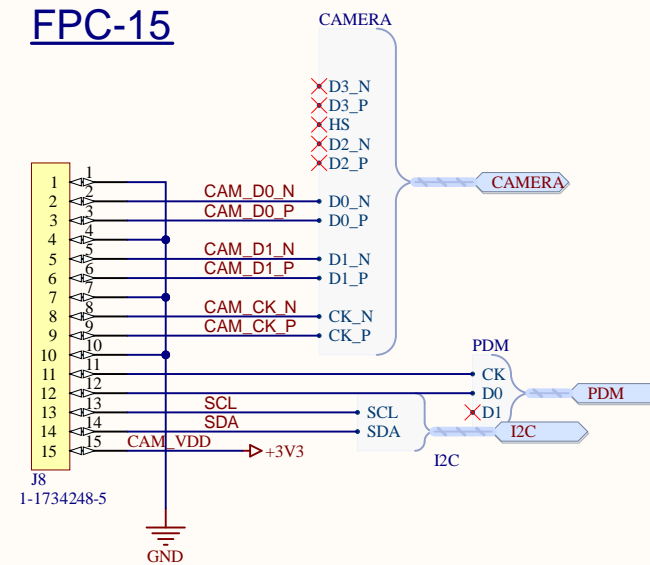 FPC-15
CAMERA
D3_N
D3_P
HS
D2_N
D2_P
CAMERA
1 1
2 2 CAM_D0_N D0_N
3 3 CAM_D0_P D0_P
4 4
5 5 CAM_D1_N D1_N
6 6 CAM_D1_P D1_P
7 7
8 8 CAM_CK_N CK_N
9 9 CAM_CK_P CK_P
10 10
PDM
11 11 CK
12 12 D0 PDM
13 13 SCL SCL D1
14 14 SDA SDA I2C
15 15 CAM_VDD +3V3
I2C
J8
1-1734248-5
GND